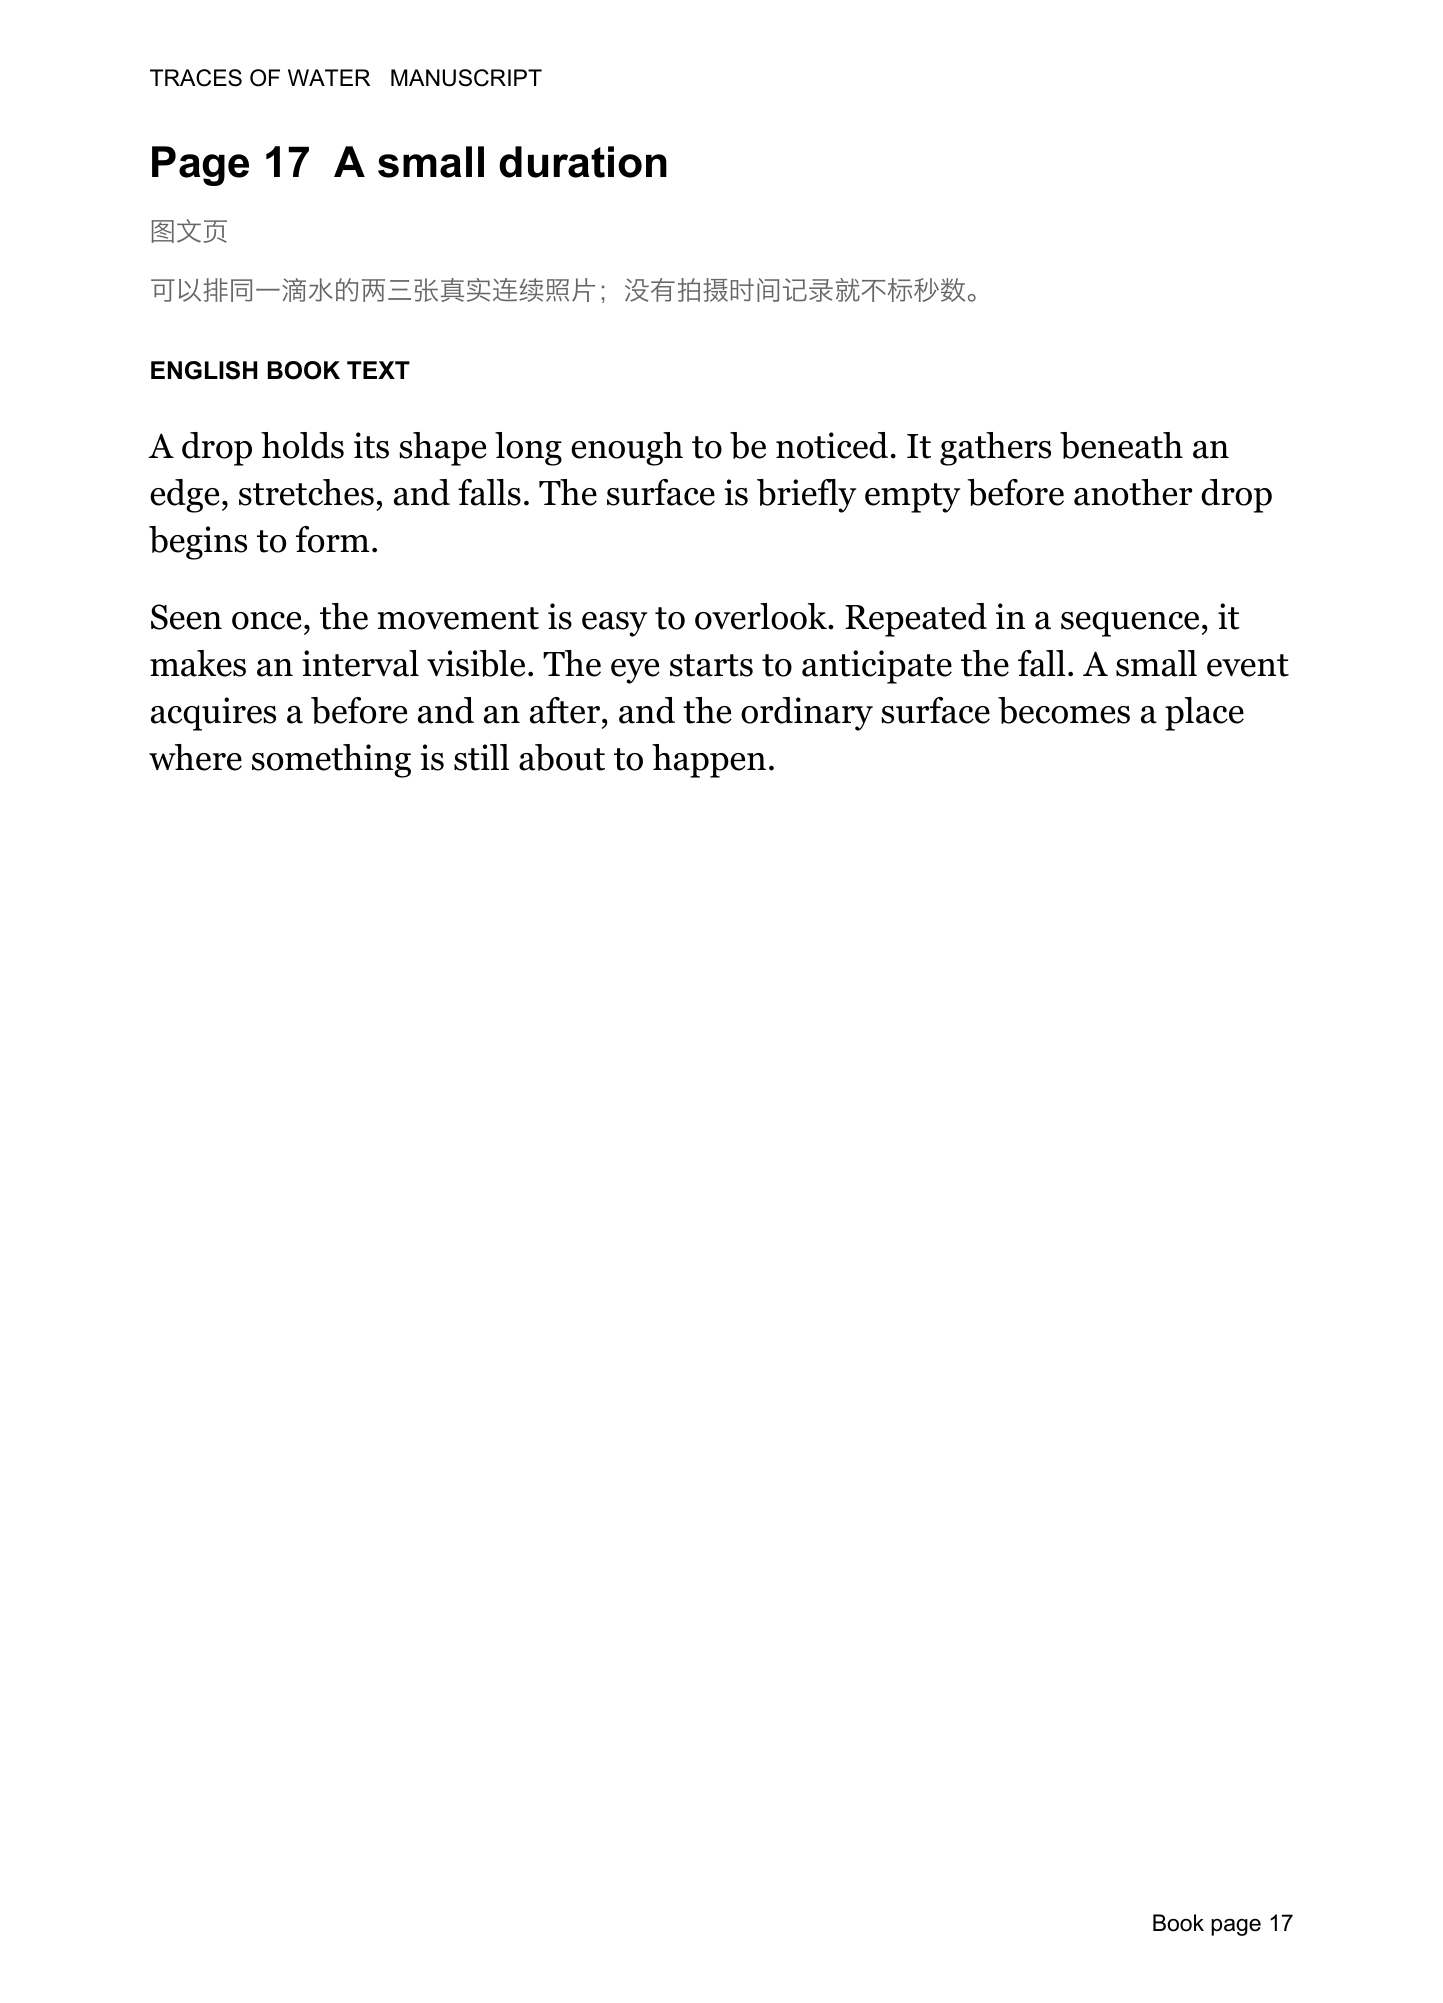 TRACES OF WATER   MANUSCRIPT
Page 17  A small duration
图文页
可以排同一滴水的两三张真实连续照片；没有拍摄时间记录就不标秒数。
ENGLISH BOOK TEXT
A drop holds its shape long enough to be noticed. It gathers beneath an
edge, stretches, and falls. The surface is briefly empty before another drop
begins to form.
Seen once, the movement is easy to overlook. Repeated in a sequence, it
makes an interval visible. The eye starts to anticipate the fall. A small event
acquires a before and an after, and the ordinary surface becomes a place
where something is still about to happen.
Book page 17